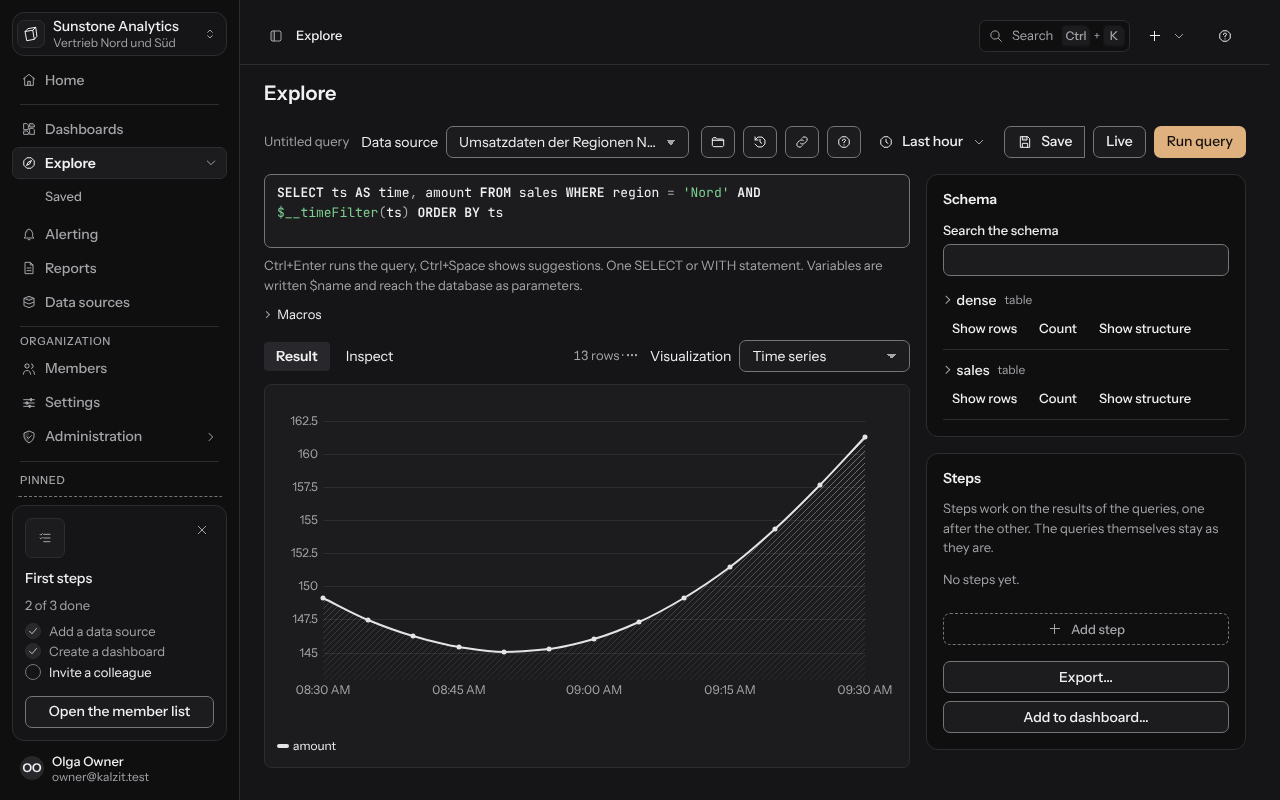 Sunstone Analytics
Vertrieb Nord und Süd
Home
Dashboards
Explore
Saved
Alerting
Reports
Data sources
ORGANIZATION
Members
Settings
Administration
PINNED
First steps
2 of 3 done
Add a data source
Create a dashboard
Invite a colleague
Open the member list
OO
Olga Owner
owner@kalzit.test
Explore
Search Ctrl + K
Explore
Untitled query Data source Umsatzdaten der Regionen N... Last hour Save Live Run query
SELECT ts AS time, amount FROM sales WHERE region = 'Nord' AND
$__timeFilter(ts) ORDER BY ts
Ctrl+Enter runs the query, Ctrl+Space shows suggestions. One SELECT or WITH statement. Variables are
written $name and reach the database as parameters.
Macros
Result Inspect 13 rows · ··· Visualization Time series
162.5
160
157.5
155
152.5
150
147.5
145
08:30 AM 08:45 AM 09:00 AM 09:15 AM 09:30 AM
amount
Schema
Search the schema
dense table
Show rows Count Show structure
sales table
Show rows Count Show structure
Steps
Steps work on the results of the queries, one
after the other. The queries themselves stay as
they are.
No steps yet.
Add step
Export...
Add to dashboard...